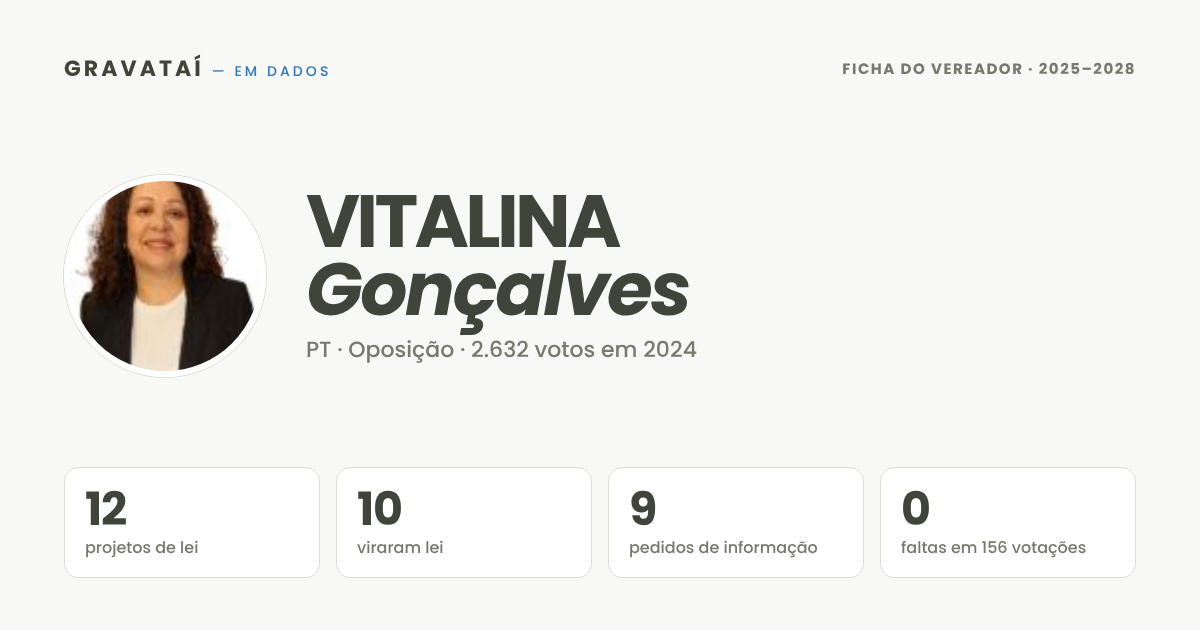 GRAVATAÍ — EM DADOS
FICHA DO VEREADOR · 2025–2028
VITALINA
Gonçalves
PT · Oposição · 2.632 votos em 2024
12
projetos de lei
10
viraram lei
9
pedidos de informação
0
faltas em 156 votações